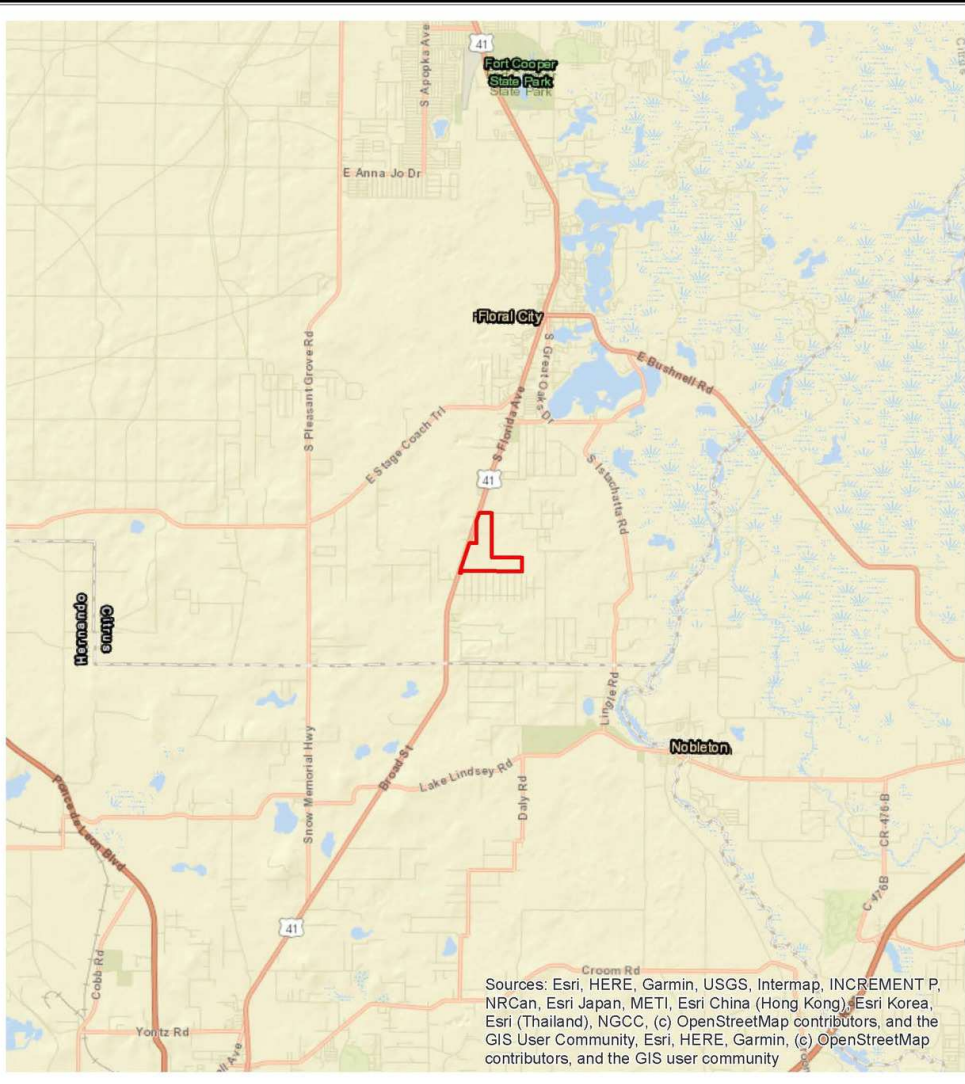 41
S Apopka Ave
Fort Cooper
State Park
State Park
E Anna Jo Dr
Floral City
S Great Oaks Dr
E Bushnell Rd
S Pleasant Grove Rd
S Florida Ave
E Stage Coach Trl
S Istachatta Rd
41
Hernando
Citrus
Lingle Rd
Nobleton
Broad St
Snow Memorial Hwy
Lake Lindsey Rd
Daly Rd
Ponce de Leon Blvd
CR-476-B
C-476B
41
Cobb Rd
Croom Rd
Yontz Rd
Sources: Esri, HERE, Garmin, USGS, Intermap, INCREMENT P,
NRCan, Esri Japan, METI, Esri China (Hong Kong), Esri Korea,
Esri (Thailand), NGCC, (c) OpenStreetMap contributors, and the
GIS User Community, Esri, HERE, Garmin, (c) OpenStreetMap
contributors, and the GIS user community